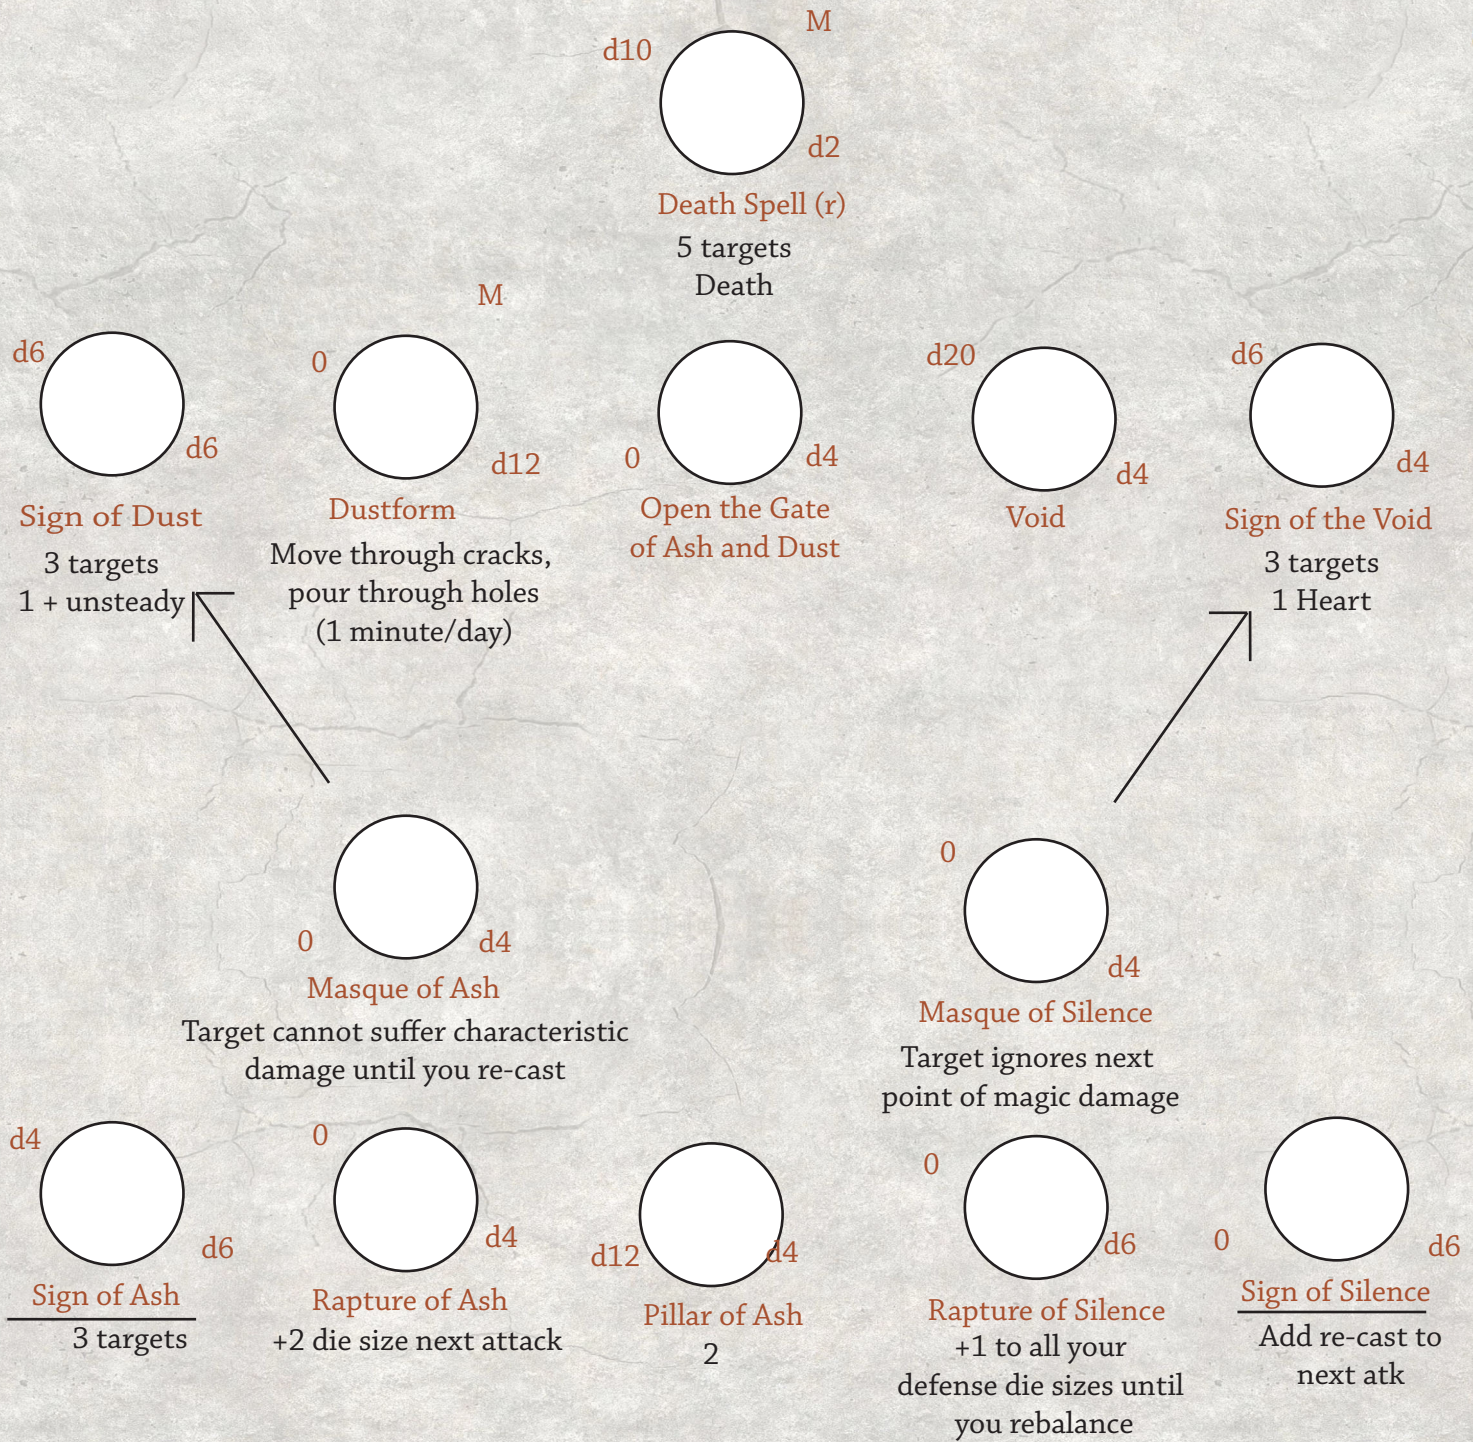 M
d10
d2
Death Spell (r)
5 targets
Death
d6
d6
Sign of Dust
3 targets
1 + unsteady
M
0
d12
Dustform
Move through cracks,
pour through holes
(1 minute/day)
0
d4
Open the Gate
of Ash and Dust
d20
d4
Void
d6
d4
Sign of the Void
3 targets
1 Heart
0
d4
Masque of Ash
Target cannot suffer characteristic
damage until you re-cast
0
d4
Masque of Silence
Target ignores next
point of magic damage
d4
d6
Sign of Ash
3 targets
0
d4
Rapture of Ash
+2 die size next attack
d12
d4
Pillar of Ash
2
0
d6
Rapture of Silence
+1 to all your
defense die sizes until
you rebalance
0
d6
Sign of Silence
Add re-cast to
next atk